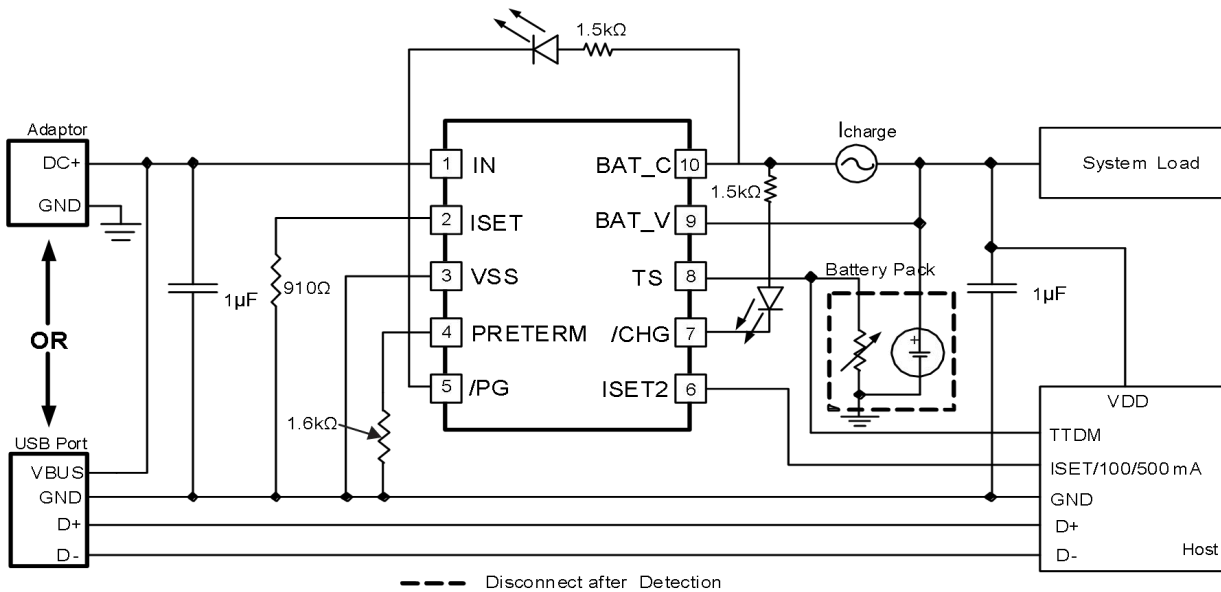 1.5kΩ
Adaptor
DC+
GND
OR
USB Port
VBUS
GND
D+
D-
1µF
910Ω
1.6kΩ
1
IN
2
ISET
3
VSS
4
PRETERM
5
/PG
BAT_C
10
BAT_V
9
TS
8
/CHG
7
ISET2
6
1.5kΩ
Icharge
System Load
Battery Pack
+
1µF
VDD
TTDM
ISET/100/500mA
GND
D+
D-
Host
Disconnect after Detection